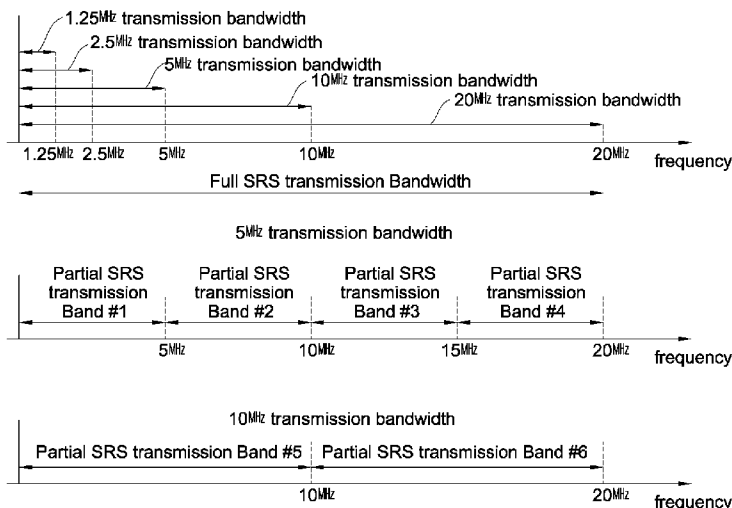 1.25MHz transmission bandwidth
2.5MHz transmission bandwidth
5MHz transmission bandwidth
10MHz transmission bandwidth
20MHz transmission bandwidth
1.25MHz 2.5MHz 5MHz 10MHz 20MHz frequency
Full SRS transmission Bandwidth
5MHz transmission bandwidth
Partial SRS transmission Band #1
Partial SRS transmission Band #2
Partial SRS transmission Band #3
Partial SRS transmission Band #4
5MHz 10MHz 15MHz 20MHz frequency
10MHz transmission bandwidth
Partial SRS transmission Band #5 Partial SRS transmission Band #6
10MHz 20MHz frequency